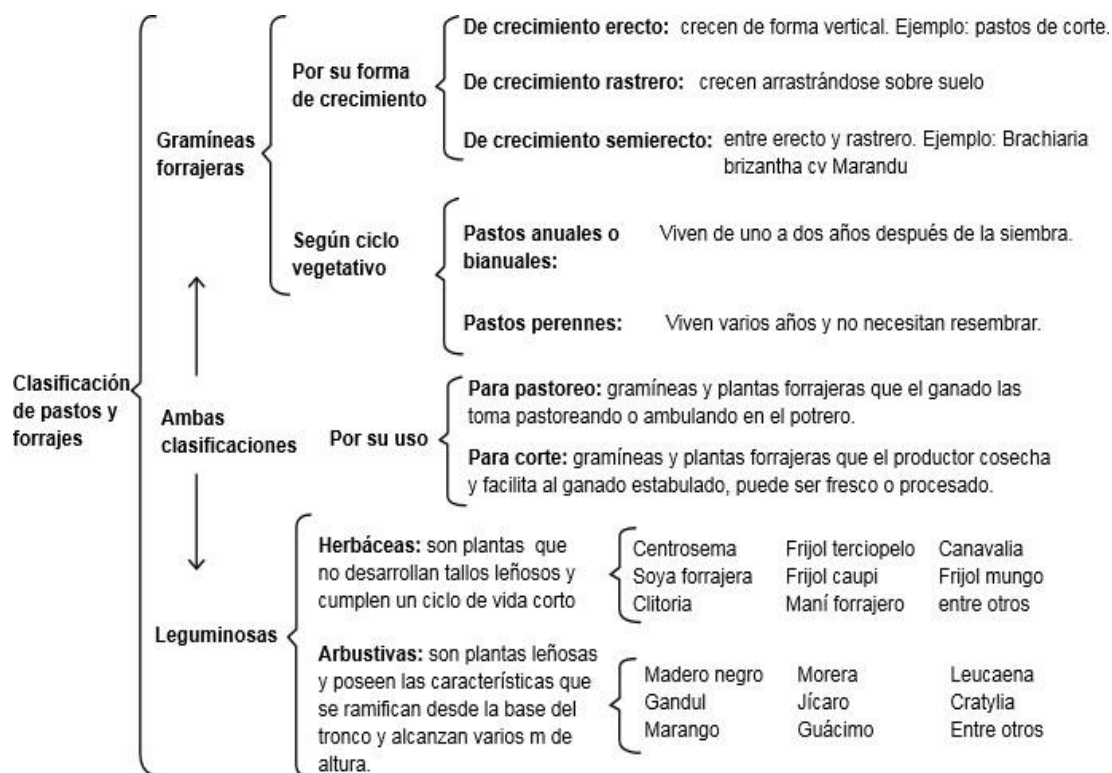 Clasificación
de pastos y
forrajes
Gramíneas
forrajeras
Por su forma
de crecimiento
De crecimiento erecto: crecen de forma vertical. Ejemplo: pastos de corte.
De crecimiento rastrero: crecen arrastrándose sobre suelo
De crecimiento semierecto: entre erecto y rastrero. Ejemplo: Brachiaria
brizantha cv Marandu
Según ciclo
vegetativo
Pastos anuales o
bianuales:
Viven de uno a dos años después de la siembra.
Pastos perennes: Viven varios años y no necesitan resembrar.
Ambas
clasificaciones
Por su uso
Para pastoreo: gramíneas y plantas forrajeras que el ganado las
toma pastoreando o ambulando en el potrero.
Para corte: gramíneas y plantas forrajeras que el productor cosecha
y facilita al ganado estabulado, puede ser fresco o procesado.
Leguminosas
Herbáceas: son plantas que
no desarrollan tallos leñosos y
cumplen un ciclo de vida corto
Centrosema Frijol terciopelo Canavalia
Soya forrajera Frijol caupi Frijol mungo
Clitoria Maní forrajero entre otros
Arbustivas: son plantas leñosas
y poseen las características que
se ramifican desde la base del
tronco y alcanzan varios m de
altura.
Madero negro Morera Leucaena
Gandul Jícaro Cratylia
Marango Guácimo Entre otros